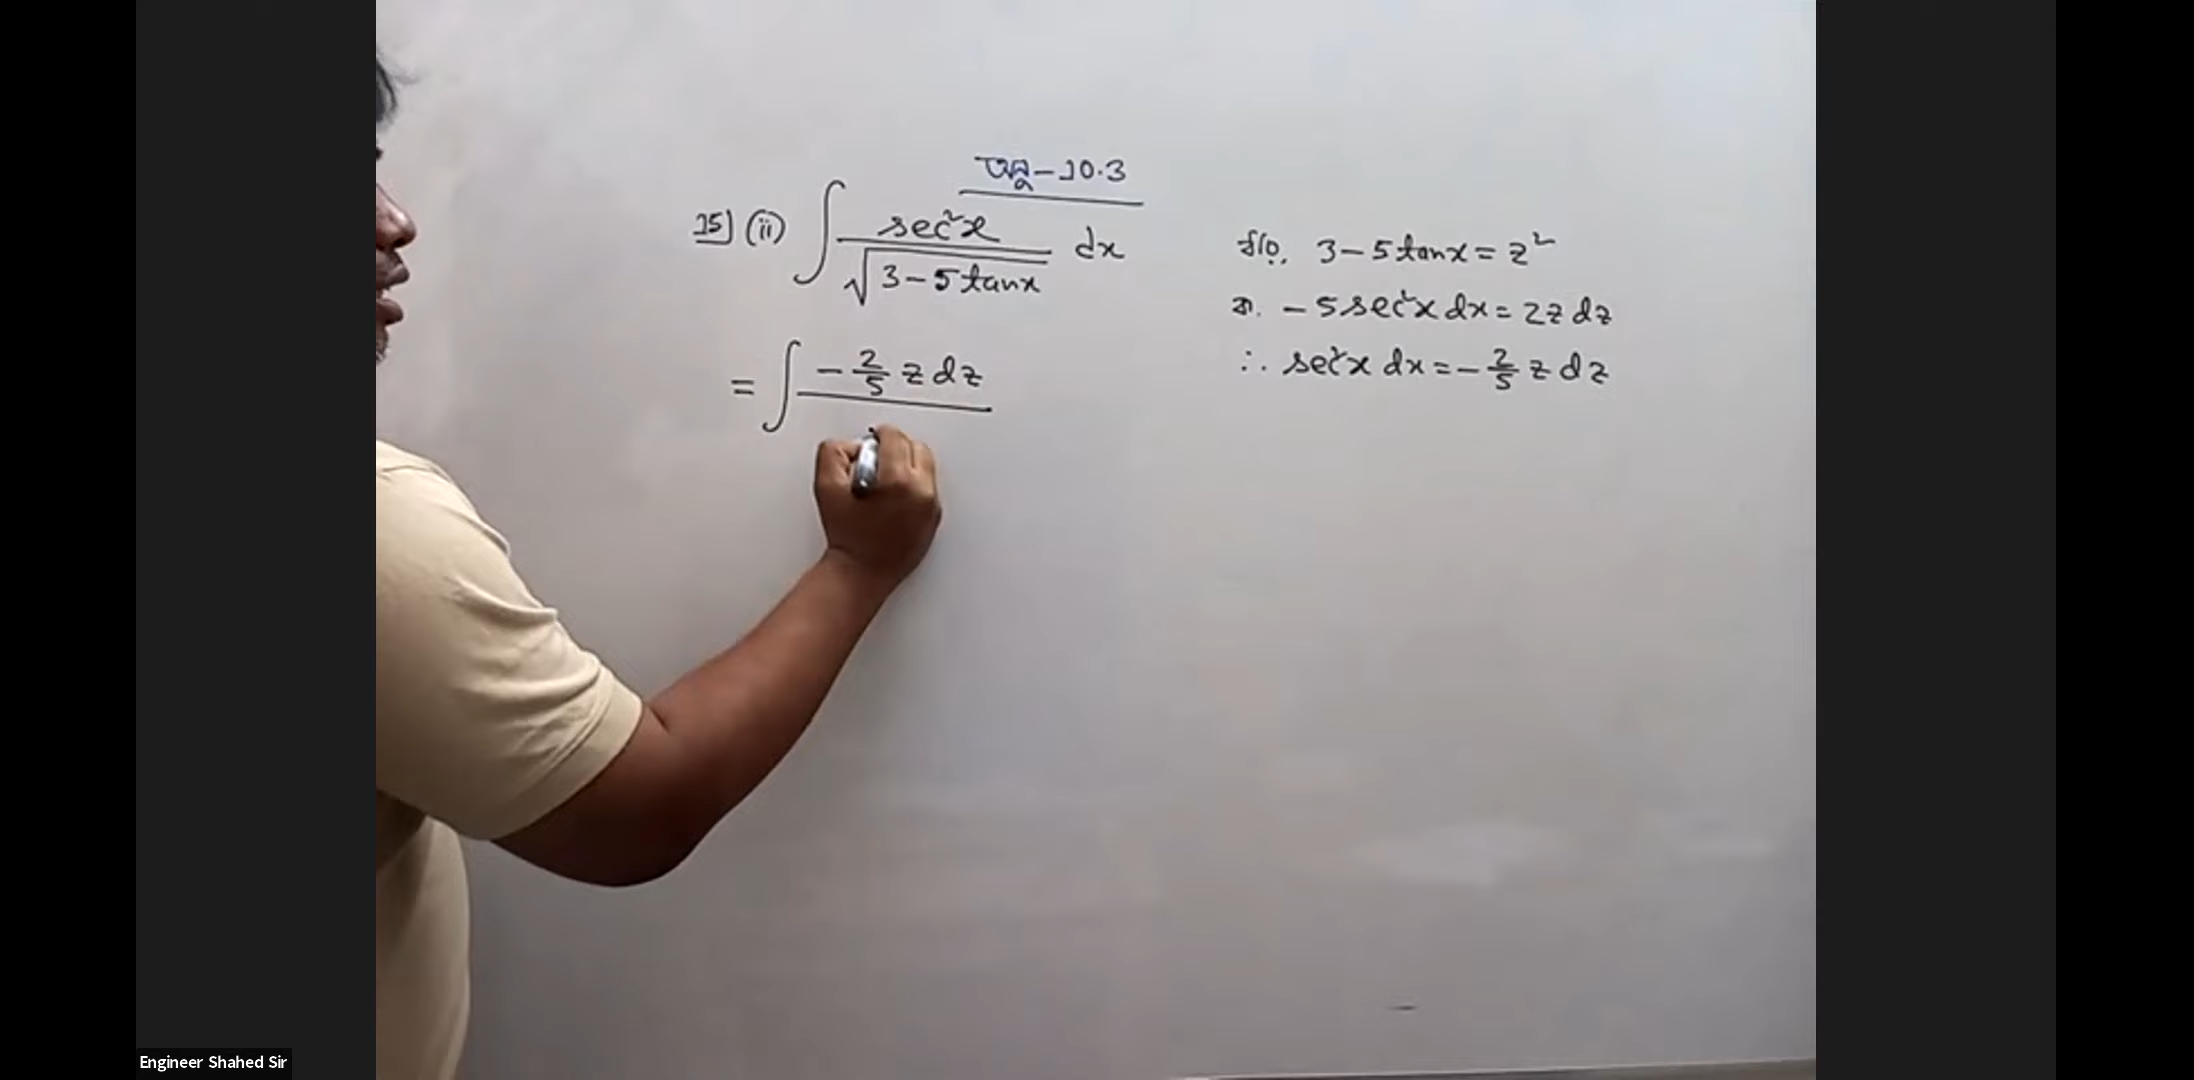 অনু-10.3
15] (ii) ∫ sec²x / √(3-5tanx) dx
= ∫ -2/5 z dz
ধরি, 3-5tanx = z²
বা. -5sec²x dx = 2z dz
∴ sec²x dx = -2/5 z dz
Engineer Shahed Sir